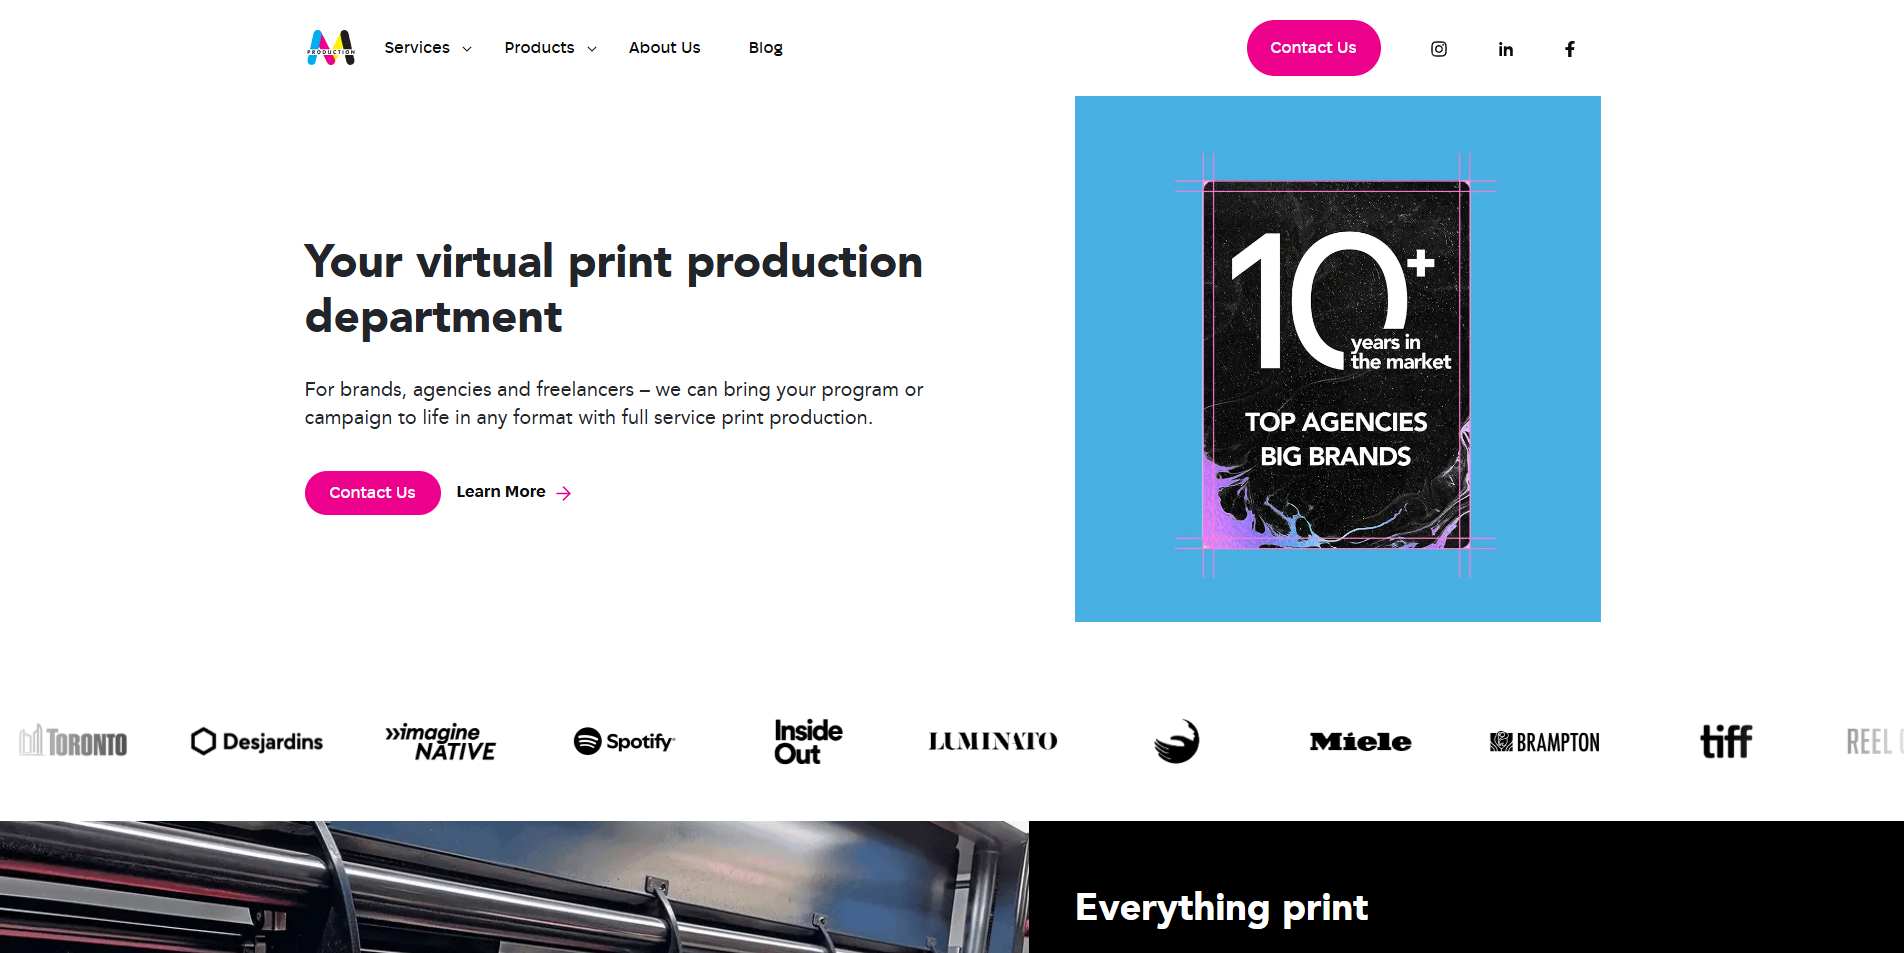 PRODUCTION
Services
Products
About Us
Blog
Contact Us
Your virtual print production
department
For brands, agencies and freelancers – we can bring your program or
campaign to life in any format with full service print production.
Contact Us
Learn More
10+
years in
the market
TOP AGENCIES
BIG BRANDS
TORONTO
Desjardins
imagine
NATIVE
Spotify
Inside
Out
LUMINATO
Miele
BRAMPTON
tiff
REEL
Everything print